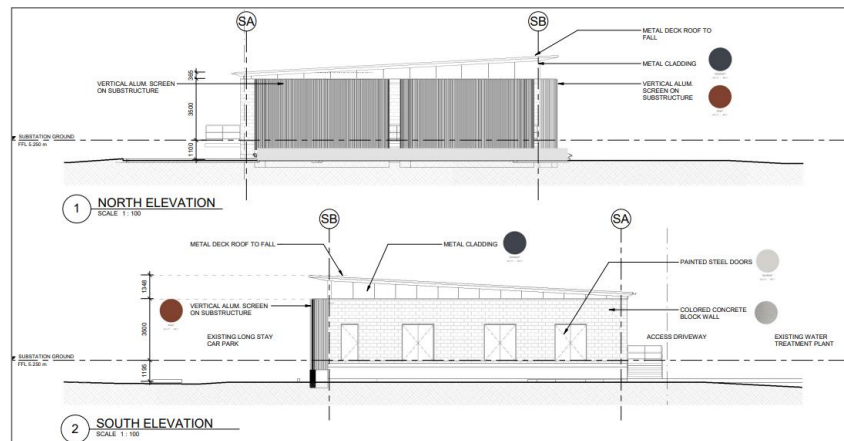 SA
SB
METAL DECK ROOF TO
FALL
METAL CLADDING
VERTICAL ALUM. SCREEN
ON SUBSTRUCTURE
VERTICAL ALUM.
SCREEN ON
SUBSTRUCTURE
365
3500
1100
SUBSTATION GROUND
FFL 5.250 m
1
NORTH ELEVATION
SCALE 1 : 100
SB
SA
METAL DECK ROOF TO FALL
METAL CLADDING
PAINTED STEEL DOORS
1346
VERTICAL ALUM. SCREEN
ON SUBSTRUCTURE
COLORED CONCRETE
BLOCK WALL
EXISTING LONG STAY
CAR PARK
ACCESS DRIVEWAY
EXISTING WATER
TREATMENT PLANT
SUBSTATION GROUND
FFL 5.250 m
1195
2
SOUTH ELEVATION
SCALE 1 : 100